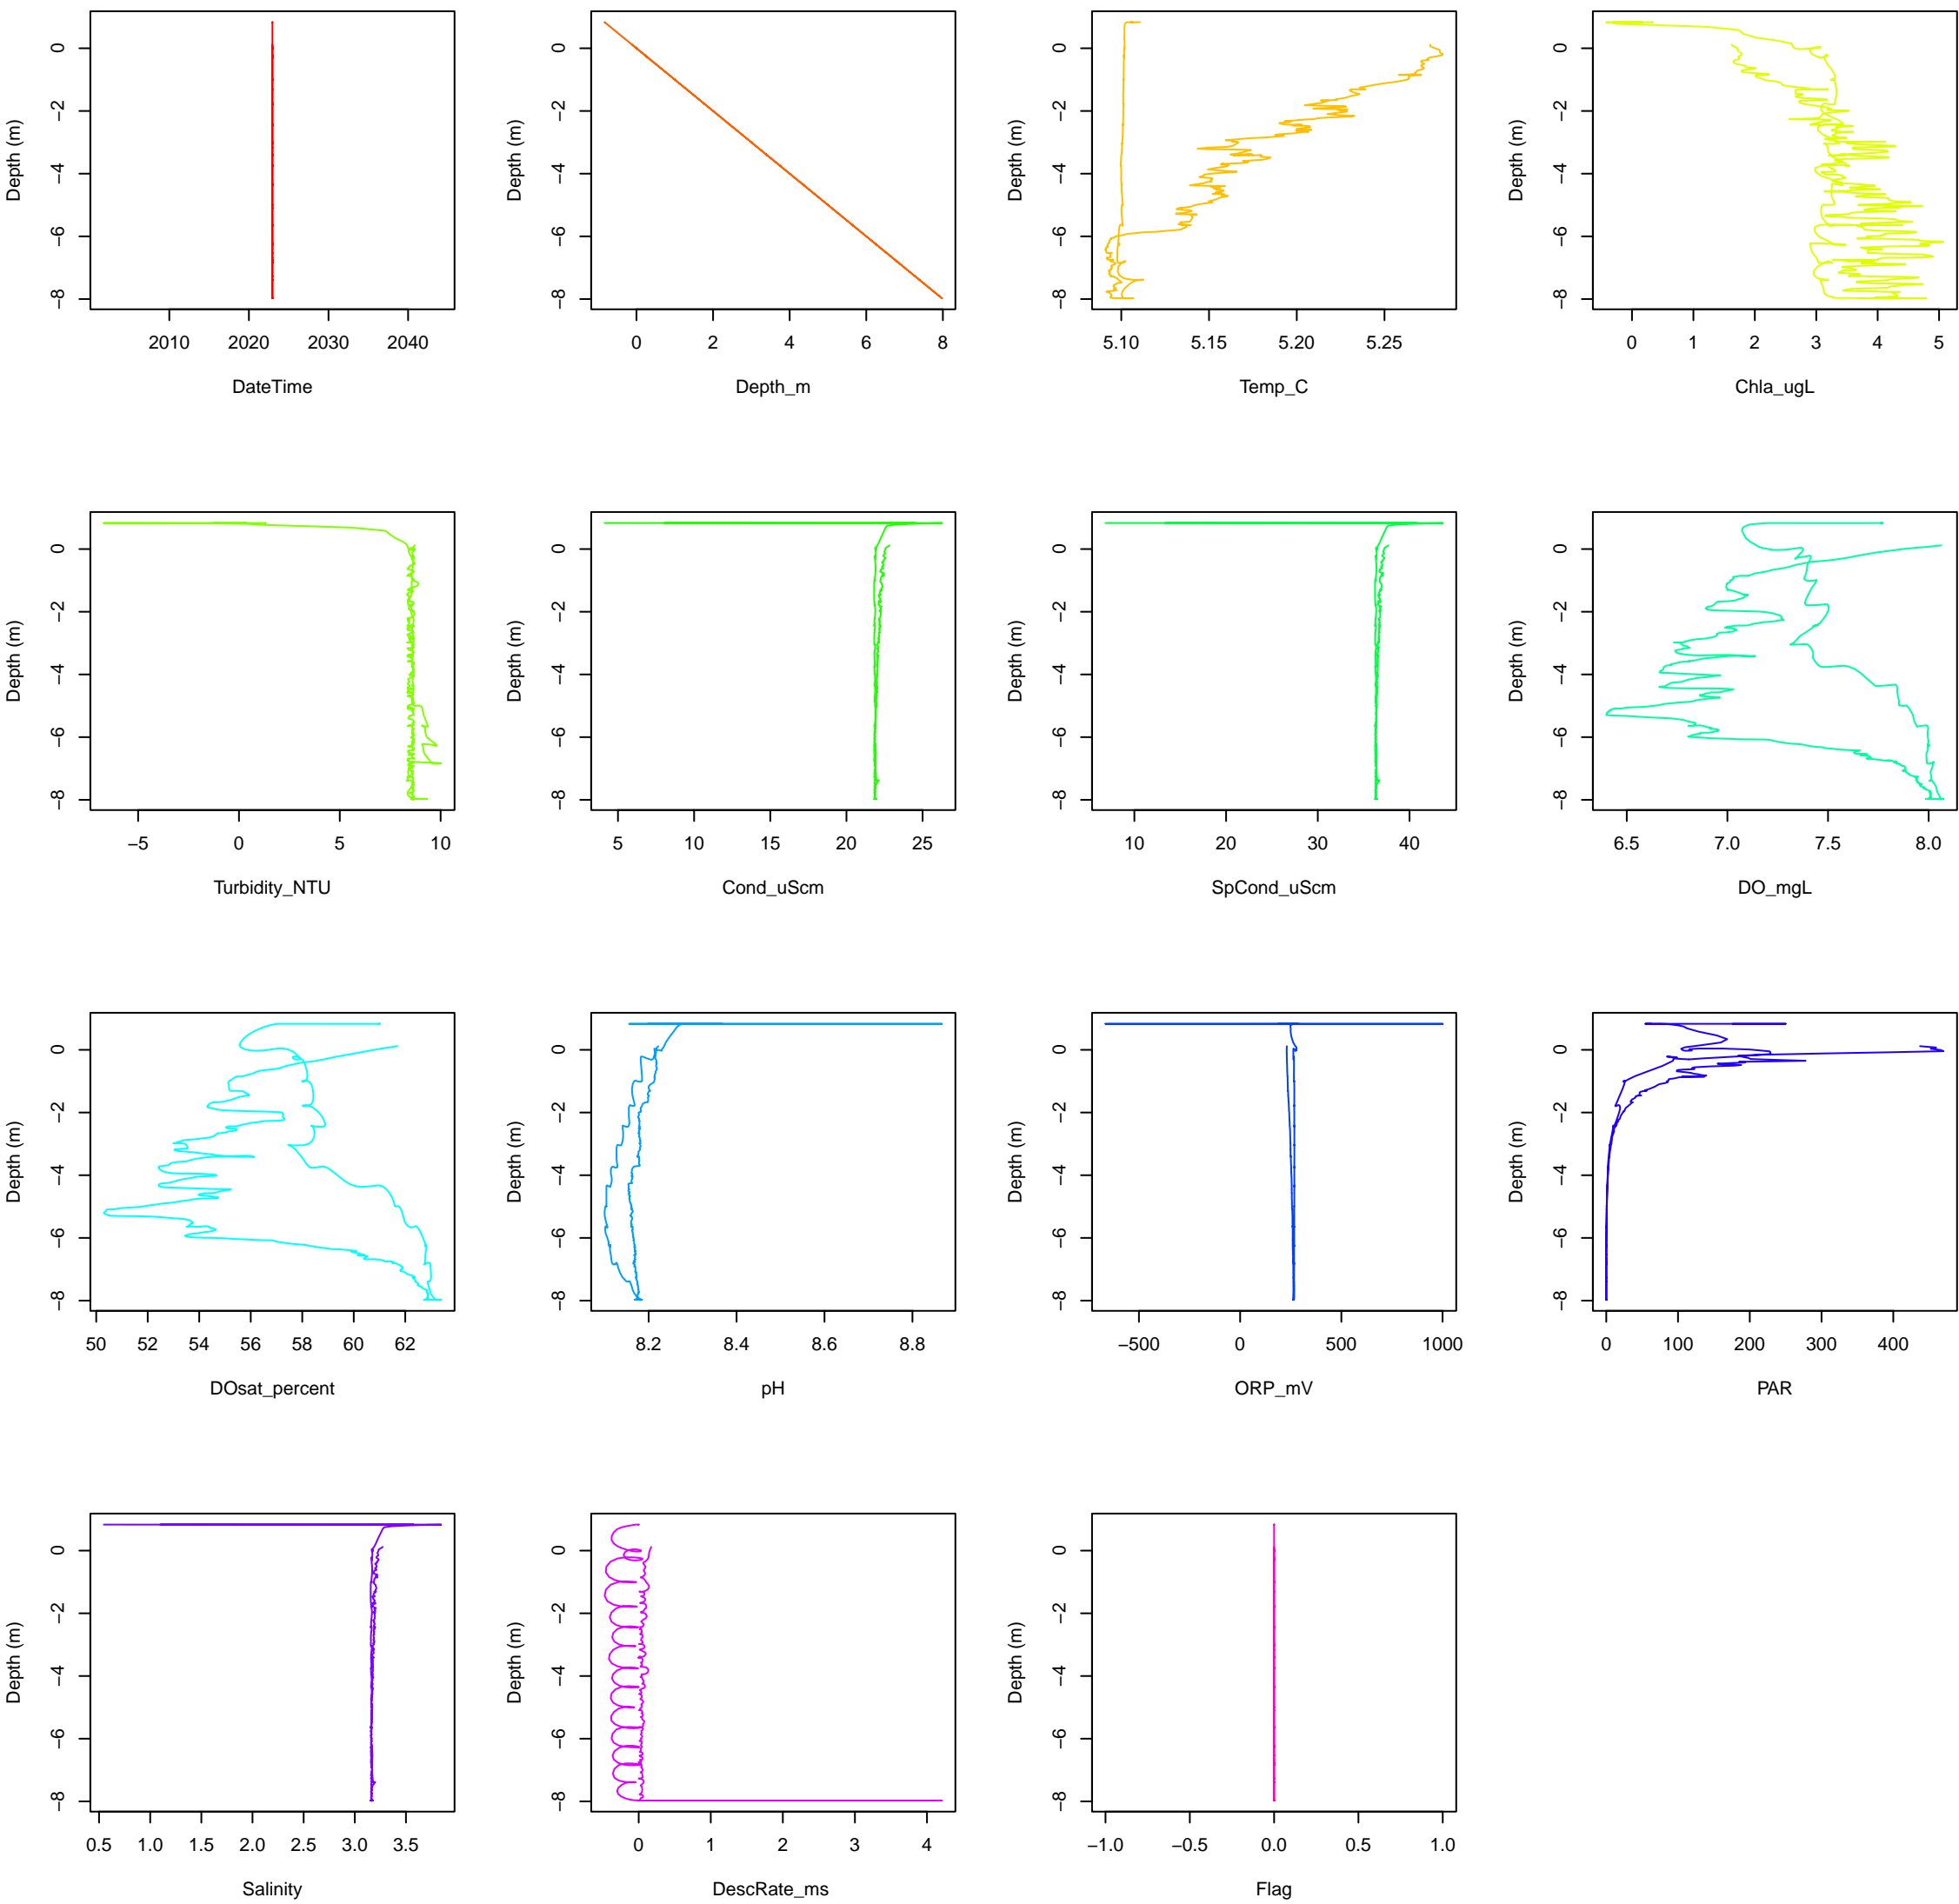 Depth (m)
0
−2
−4
−6
−8
2010 2020 2030 2040
DateTime
Depth (m)
0
−2
−4
−6
−8
0 2 4 6 8
Depth_m
Depth (m)
0
−2
−4
−6
−8
5.10 5.15 5.20 5.25
Temp_C
Depth (m)
0
−2
−4
−6
−8
0 1 2 3 4 5
Chla_ugL
Depth (m)
0
−2
−4
−6
−8
−5 0 5 10
Turbidity_NTU
Depth (m)
0
−2
−4
−6
−8
5 10 15 20 25
Cond_uScm
Depth (m)
0
−2
−4
−6
−8
10 20 30 40
SpCond_uScm
Depth (m)
0
−2
−4
−6
−8
6.5 7.0 7.5 8.0
DO_mgL
Depth (m)
0
−2
−4
−6
−8
50 52 54 56 58 60 62
DOsat_percent
Depth (m)
0
−2
−4
−6
−8
8.2 8.4 8.6 8.8
pH
Depth (m)
0
−2
−4
−6
−8
−500 0 500 1000
ORP_mV
Depth (m)
0
−2
−4
−6
−8
0 100 200 300 400
PAR
Depth (m)
0
−2
−4
−6
−8
0.5 1.0 1.5 2.0 2.5 3.0 3.5
Salinity
Depth (m)
0
−2
−4
−6
−8
0 1 2 3 4
DescRate_ms
Depth (m)
0
−2
−4
−6
−8
−1.0 −0.5 0.0 0.5 1.0
Flag